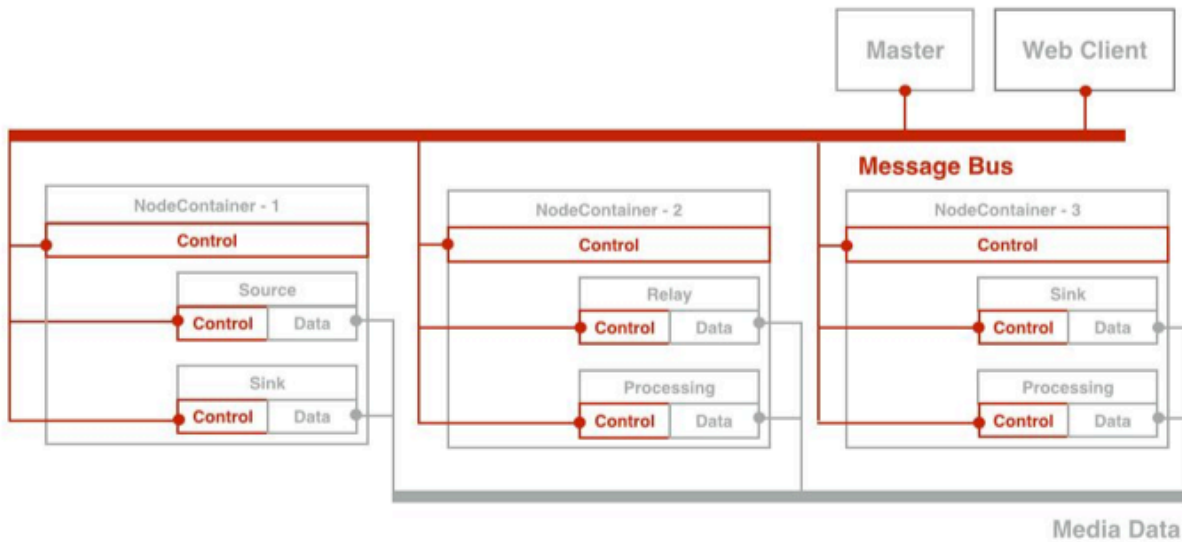 Master
Web Client
Message Bus
NodeContainer - 1
Control
Source
Control Data
Sink
Control Data
NodeContainer - 2
Control
Relay
Control Data
Processing
Control Data
NodeContainer - 3
Control
Sink
Control Data
Processing
Control Data
Media Data